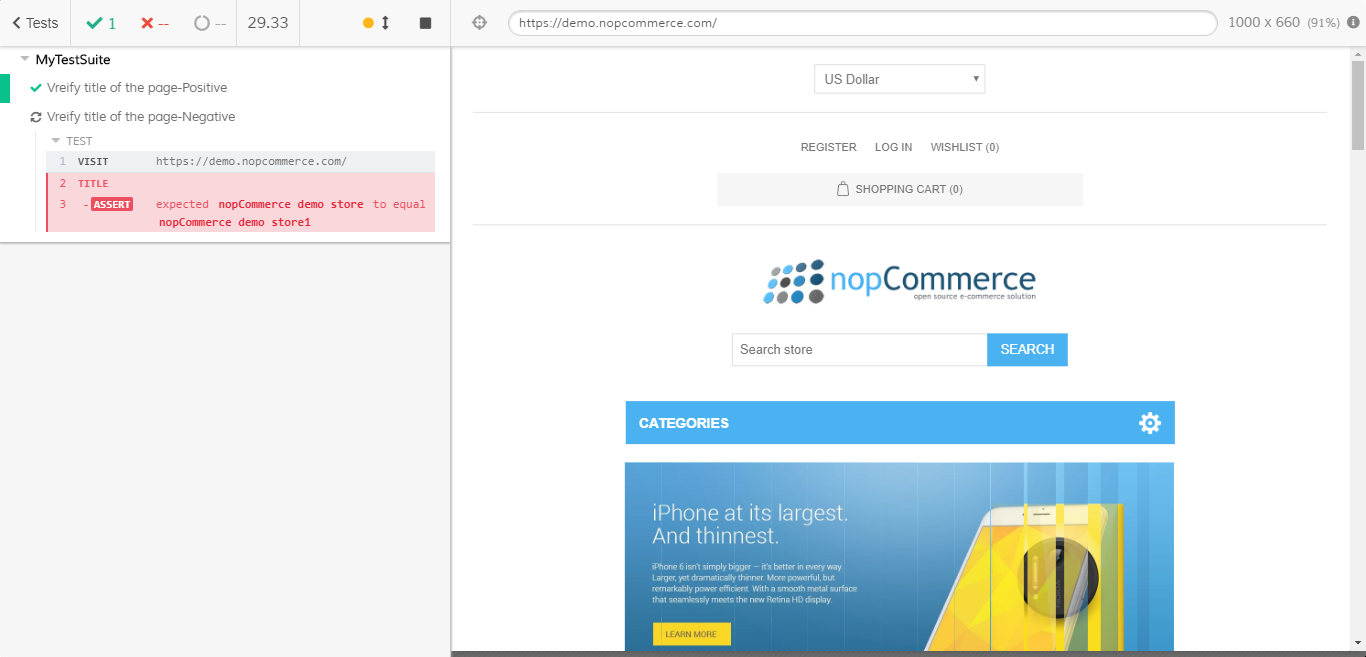 Tests
1
--
--
29.33
https://demo.nopcommerce.com/
1000 x 660 (91%)
MyTestSuite
Vreify title of the page-Positive
Vreify title of the page-Negative
TEST
1 VISIT https://demo.nopcommerce.com/
2 TITLE
3 - ASSERT expected nopCommerce demo store to equal
nopCommerce demo store1
US Dollar
REGISTER LOG IN WISHLIST (0)
SHOPPING CART (0)
nopCommerce
open source e-commerce solution
Search store SEARCH
CATEGORIES
iPhone at its largest.
And thinnest.
iPhone 6 isn't simply bigger – it's better in every way.
Larger, yet dramatically thinner. More powerful, but
remarkably power efficient. With a smooth metal surface
that seamlessly meets the new Retina HD display.
LEARN MORE